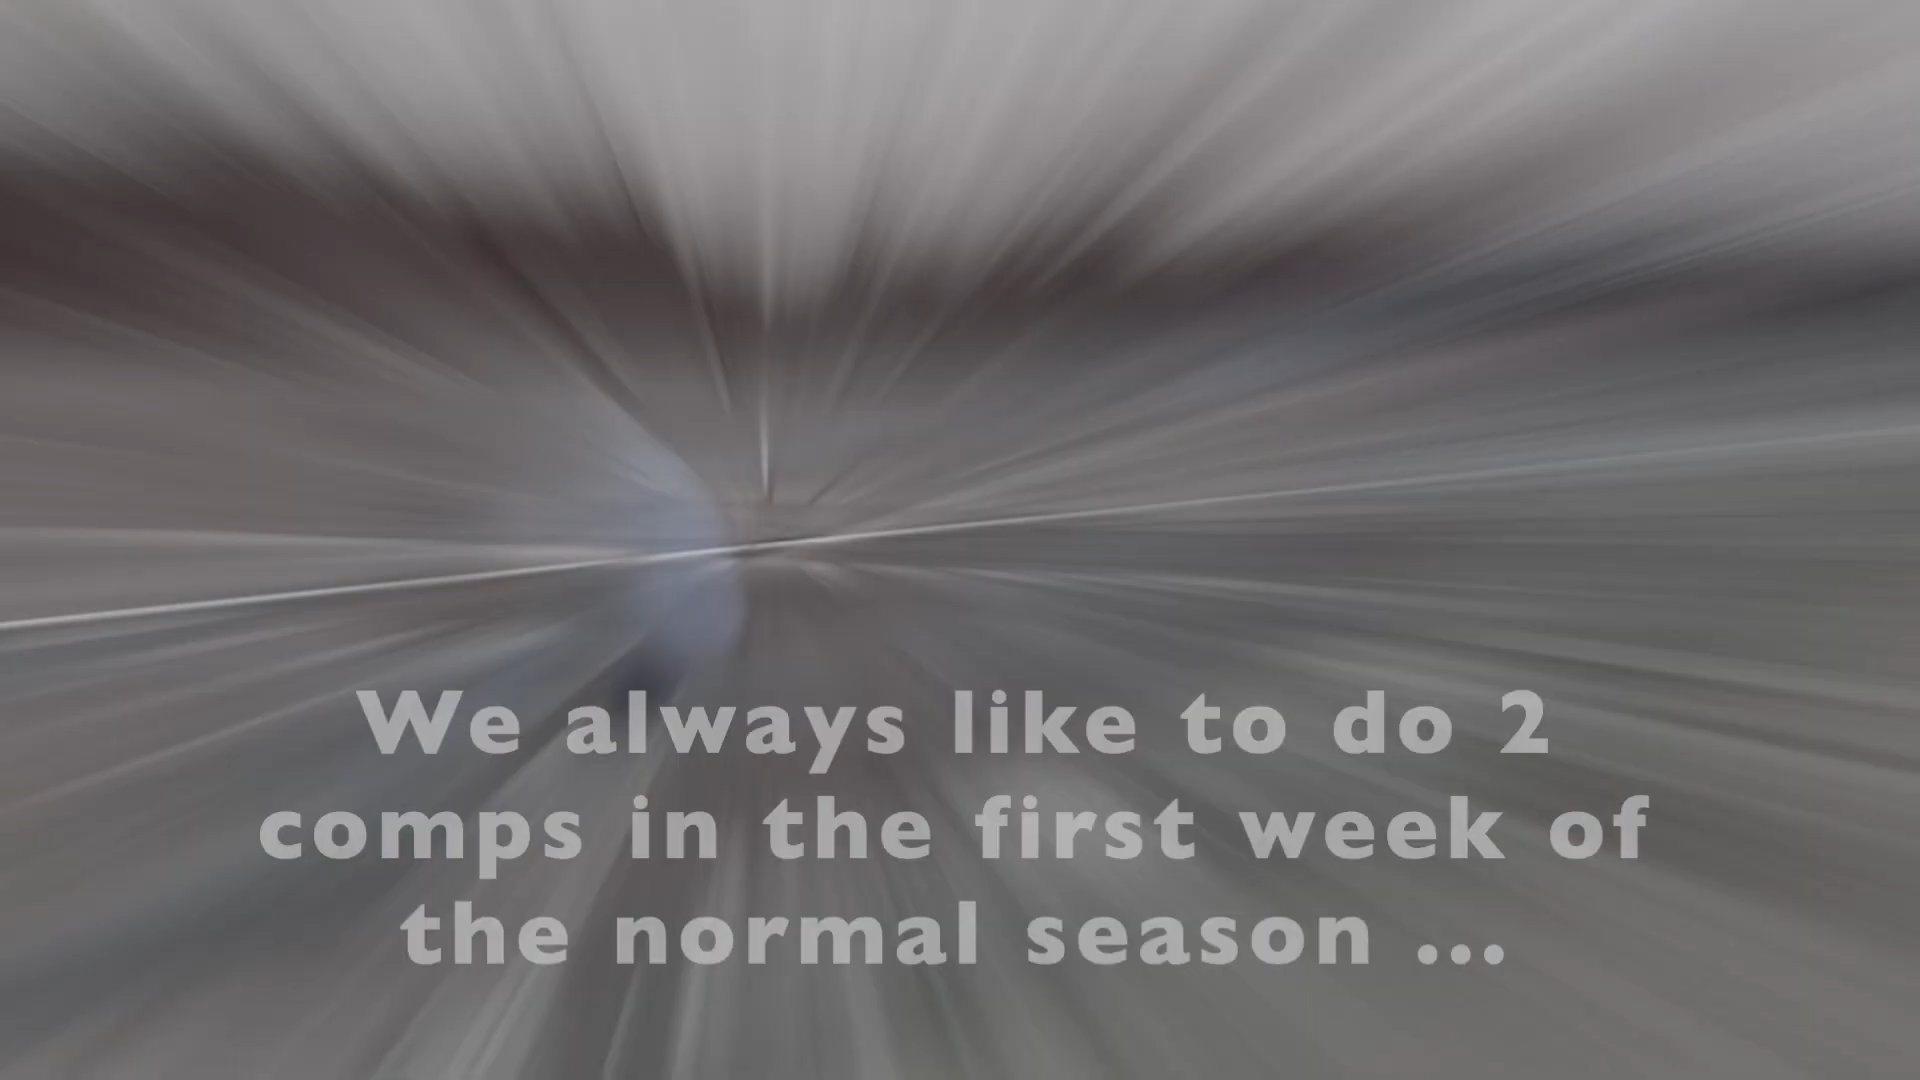 We always like to do 2
comps in the first week of
the normal season ...